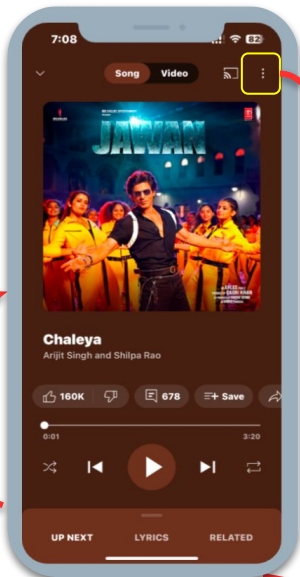 7:08
82
Song Video
JAWAN
Chaleya
Arijit Singh and Shilpa Rao
160K 678 Save
0:01 3:20
UP NEXT LYRICS RELATED